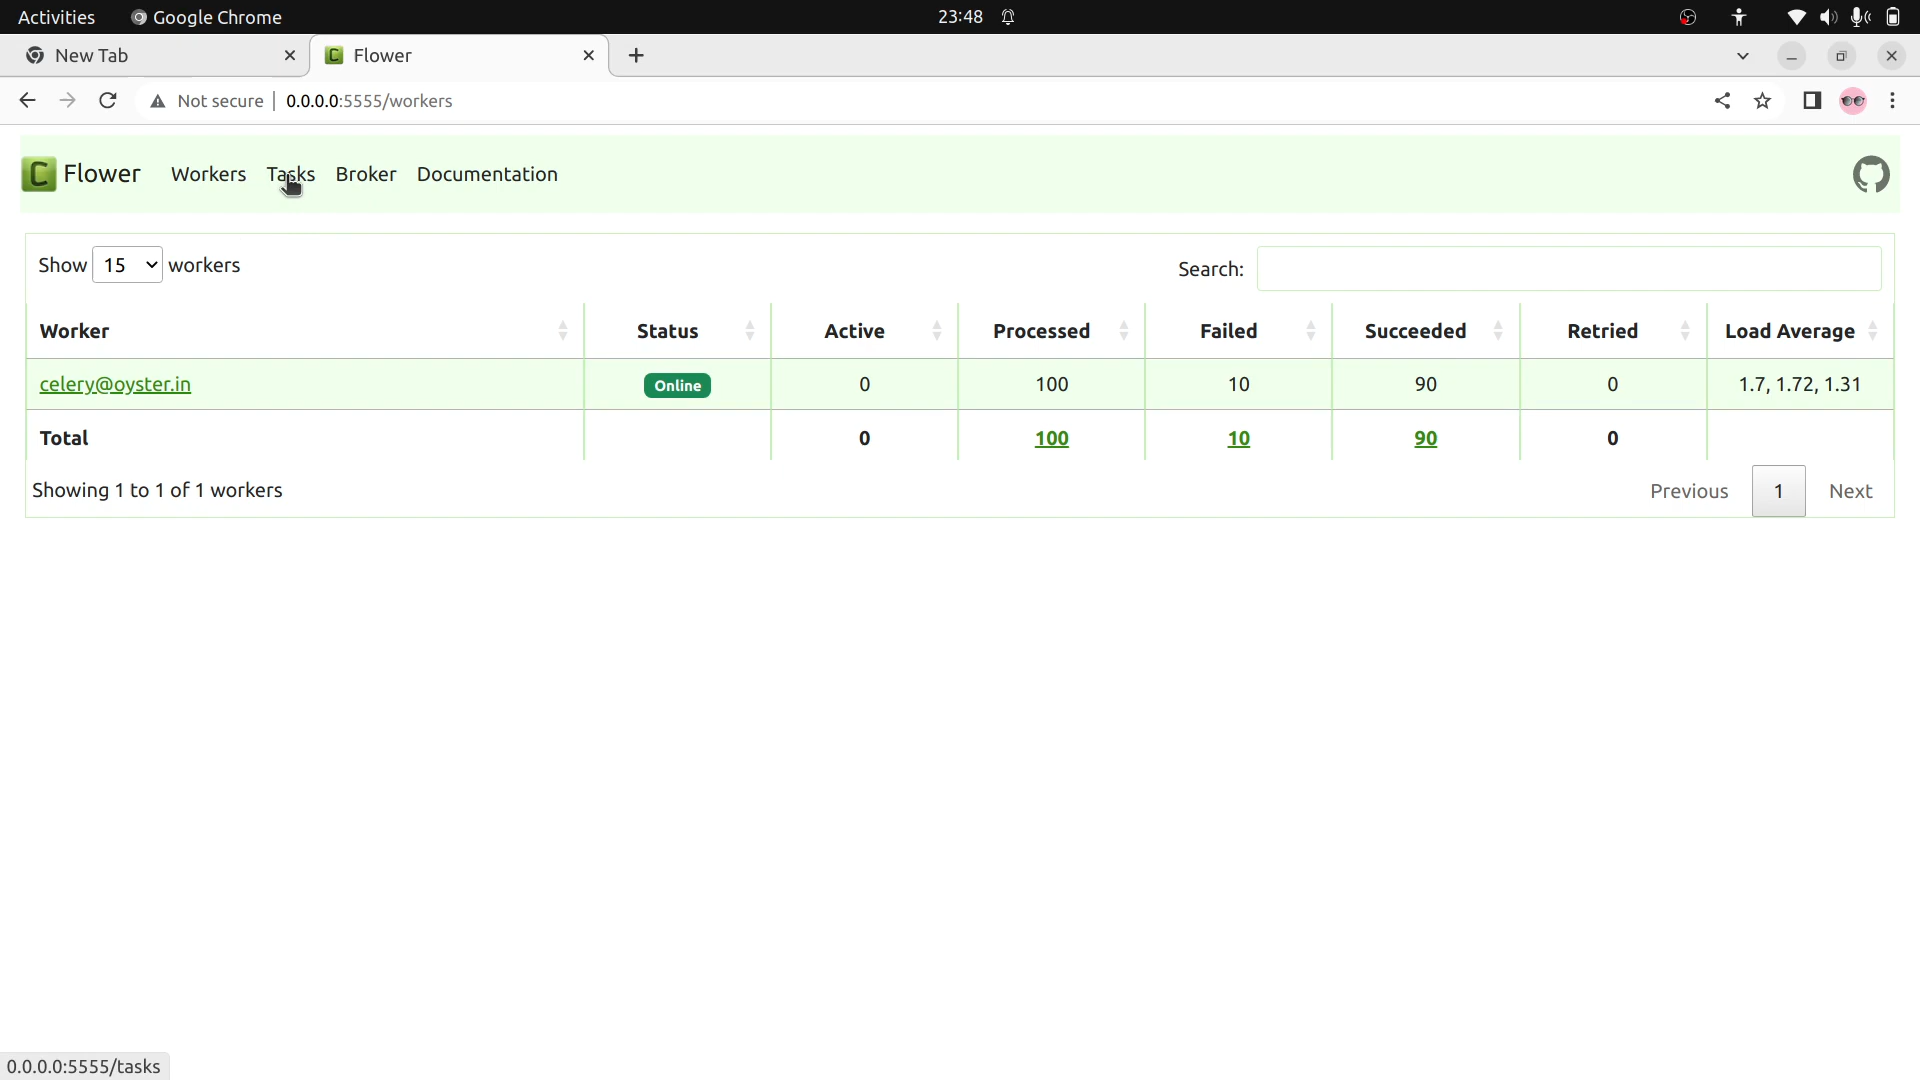 Activities Google Chrome 23:48
New Tab Flower
Not secure 0.0.0.0:5555/workers
C Flower Workers Tasks Broker Documentation
Show 15 workers Search:
Worker Status Active Processed Failed Succeeded Retried Load Average
celery@oyster.in Online 0 100 10 90 0 1.7, 1.72, 1.31
Total 0 100 10 90 0
Showing 1 to 1 of 1 workers Previous 1 Next
0.0.0.0:5555/tasks